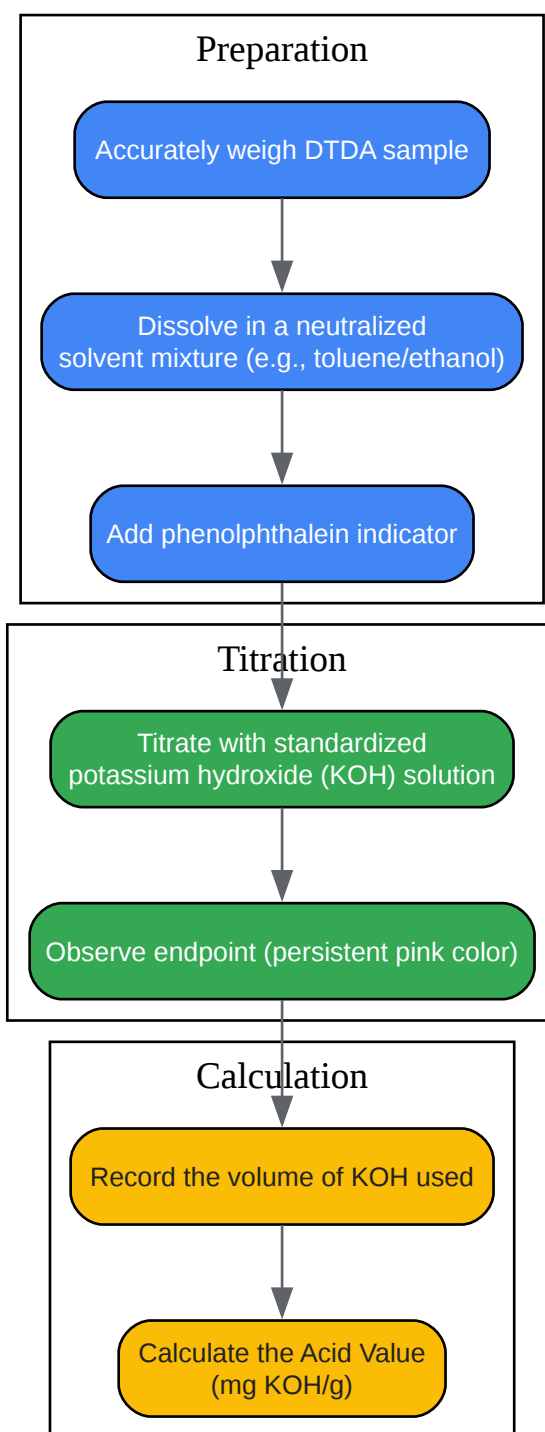 Preparation
Accurately weigh DTDA sample
Dissolve in a neutralized
solvent mixture (e.g., toluene/ethanol)
Add phenolphthalein indicator
Titration
Titrate with standardized
potassium hydroxide (KOH) solution
Observe endpoint (persistent pink color)
Calculation
Record the volume of KOH used
Calculate the Acid Value
(mg KOH/g)